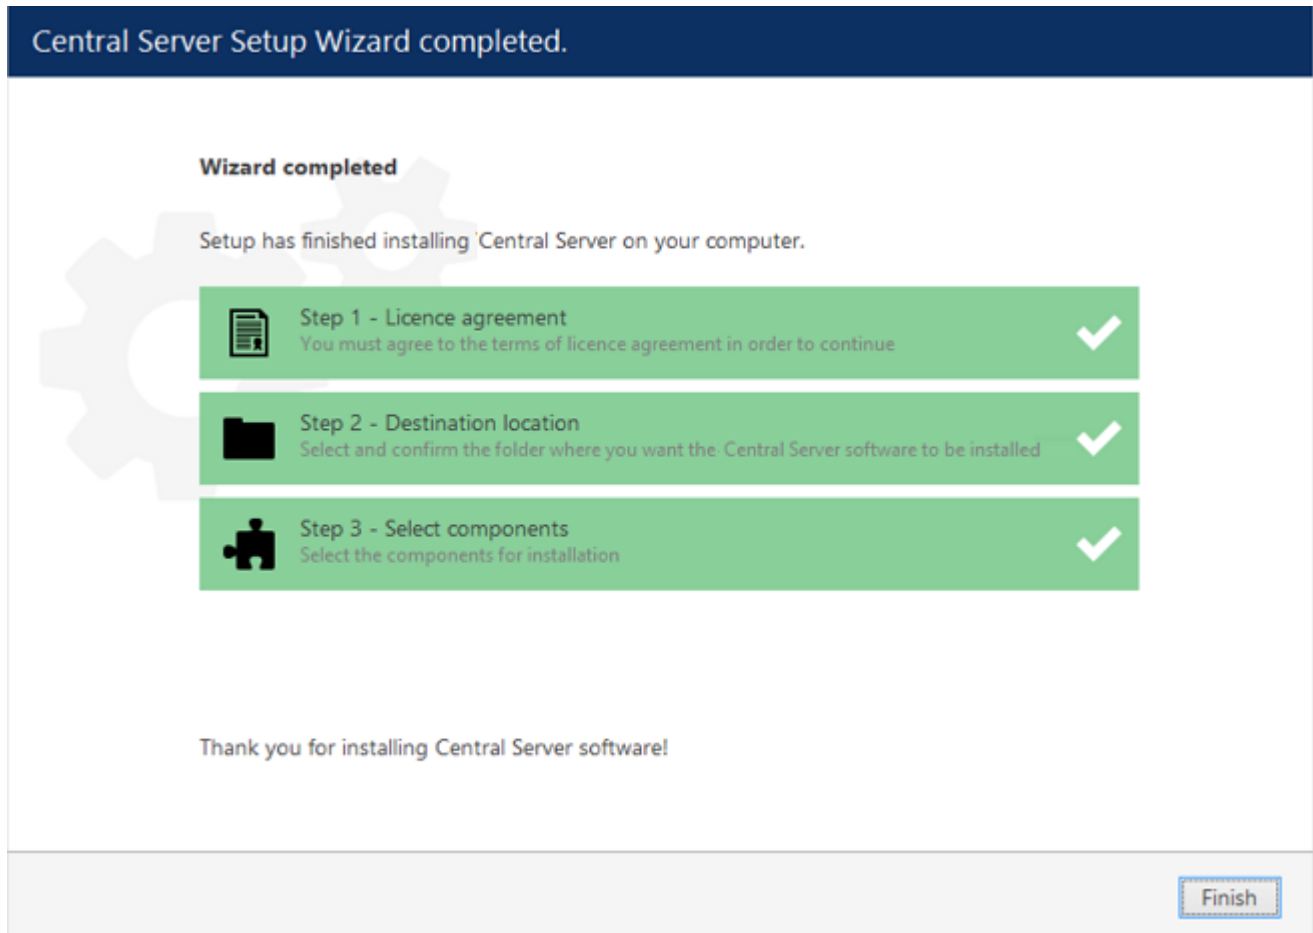 Central Server Setup Wizard completed.
Wizard completed
Setup has finished installing 'Central Server on your computer.
Step 1 - Licence agreement
You must agree to the terms of licence agreement in order to continue
Step 2 - Destination location
Select and confirm the folder where you want the Central Server software to be installed
Step 3 - Select components
Select the components for installation
Thank you for installing Central Server software!
Finish